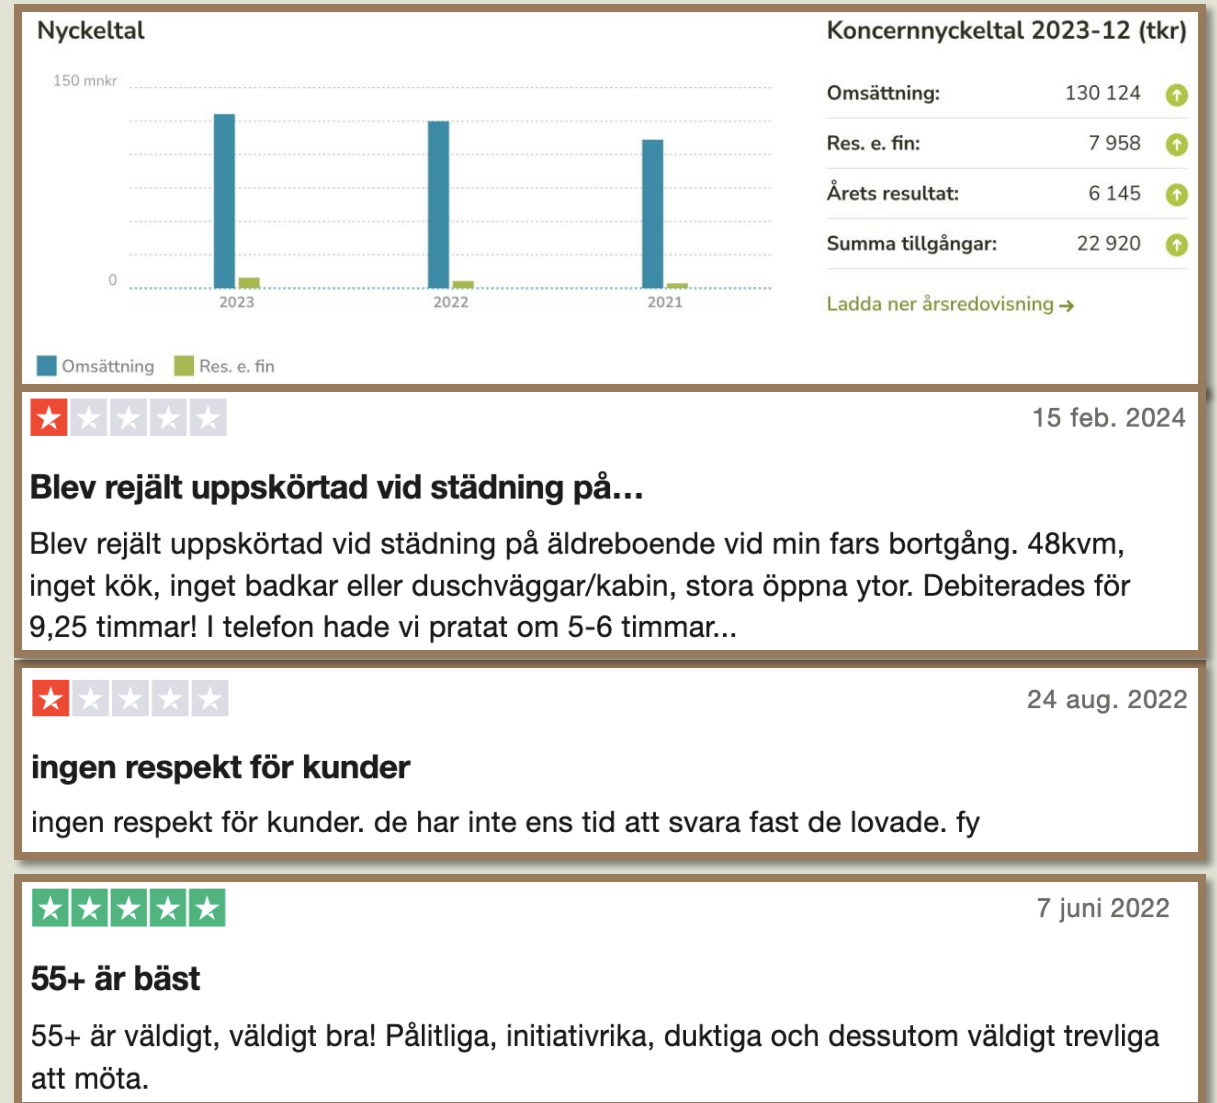 Nyckeltal
150 mnkr
0
2023
2022
2021
Omsättning
Res. e. fin
Koncernnyckeltal 2023-12 (tkr)
Omsättning: 130 124
Res. e. fin: 7 958
Årets resultat: 6 145
Summa tillgångar: 22 920
Ladda ner årsredovisning →
15 feb. 2024
Blev rejält uppskörtad vid städning på...
Blev rejält uppskörtad vid städning på äldreboende vid min fars bortgång. 48kvm,
inget kök, inget badkar eller duschväggar/kabin, stora öppna ytor. Debiterades för
9,25 timmar! I telefon hade vi pratat om 5-6 timmar...
24 aug. 2022
ingen respekt för kunder
ingen respekt för kunder. de har inte ens tid att svara fast de lovade. fy
7 juni 2022
55+ är bäst
55+ är väldigt, väldigt bra! Pålitliga, initiativrika, duktiga och dessutom väldigt trevliga
att möta.